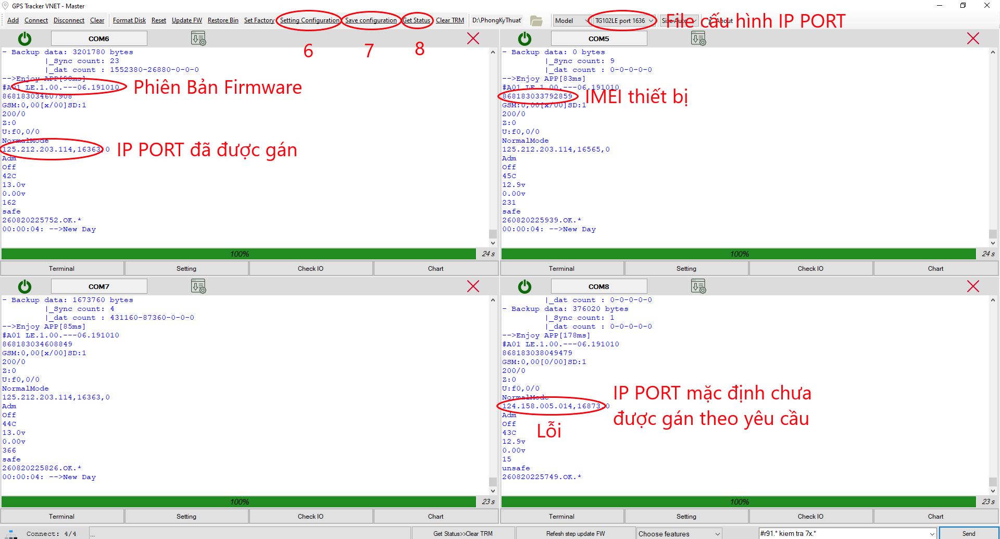 GPS Tracker VNET - Master
Add Connect Disconnect Clear Format Disk Reset Update FW Restore Bin Set Factory Setting Configuration Save configuration Get Status Clear TRM D:\PhongKyThuat Model TG102LE port 1636 Size Auto About
File cấu hình IP PORT
6 7 8
COM6
- Backup data: 3201780 bytes
|_Sync count: 23
|_dat count : 1552380-26880-0-0-0
-->Enjoy APP[98ms]
#A01 LE.1.00.---06.191010
Phiên Bản Firmware
868183034607908
GSM:0,00[x/00]SD:1
200/0
Z:0
U:f0,0/0
NormalMode
125.212.203.114,16363,0
IP PORT đã được gán
Adm
Off
42C
13.0v
0.00v
162
safe
260820225752.OK.*
00:00:04: -->New Day
100% 24 s
Terminal Setting Check IO Chart
COM5
- Backup data: 0 bytes
|_Sync count: 9
|_dat count : 0-0-0-0-0
-->Enjoy APP[83ms]
#A01 LE.1.00.---06.191010
868183033792859
IMEI thiết bị
GSM:0,00[x/00]SD:1
200/0
Z:0
U:f0,0/0
NormalMode
125.212.203.114,16565,0
Adm
Off
45C
12.9v
0.00v
231
safe
260820225939.OK.*
00:00:04: -->New Day
100% 24 s
Terminal Setting Check IO Chart
COM7
- Backup data: 1673760 bytes
|_Sync count: 4
|_dat count : 431160-87360-0-0-0
-->Enjoy APP[85ms]
#A01 LE.1.00.---06.191010
868183034608849
GSM:0,00[x/00]SD:1
200/0
Z:0
U:f0,0/0
NormalMode
125.212.203.114,16363,0
Adm
Off
44C
13.0v
0.00v
366
safe
260820225826.OK.*
00:00:04: -->New Day
100% 23 s
Terminal Setting Check IO Chart
COM8
|_dat count : 0-0-0-0-0
- Backup data: 376020 bytes
|_Sync count: 1
|_dat count : 0-0-0-0-0
-->Enjoy APP[178ms]
#A01 LE.1.00.---06.191010
868183038049479
GSM:0,00[0/00]SD:1
200/0
Z:0
U:f0,0/0
NormalMode
124.158.005.014,16873,0
IP PORT mặc định chưa
được gán theo yêu cầu
Adm
Off
Lỗi
43C
12.9v
0.00v
15
unsafe
260820225749.OK.*
100% 23 s
Terminal Setting Check IO Chart
Connect: 4/4 ... Get Status>>Clear TRM Refesh step update FW Choose features #r91.* kiem tra 7x.* Send